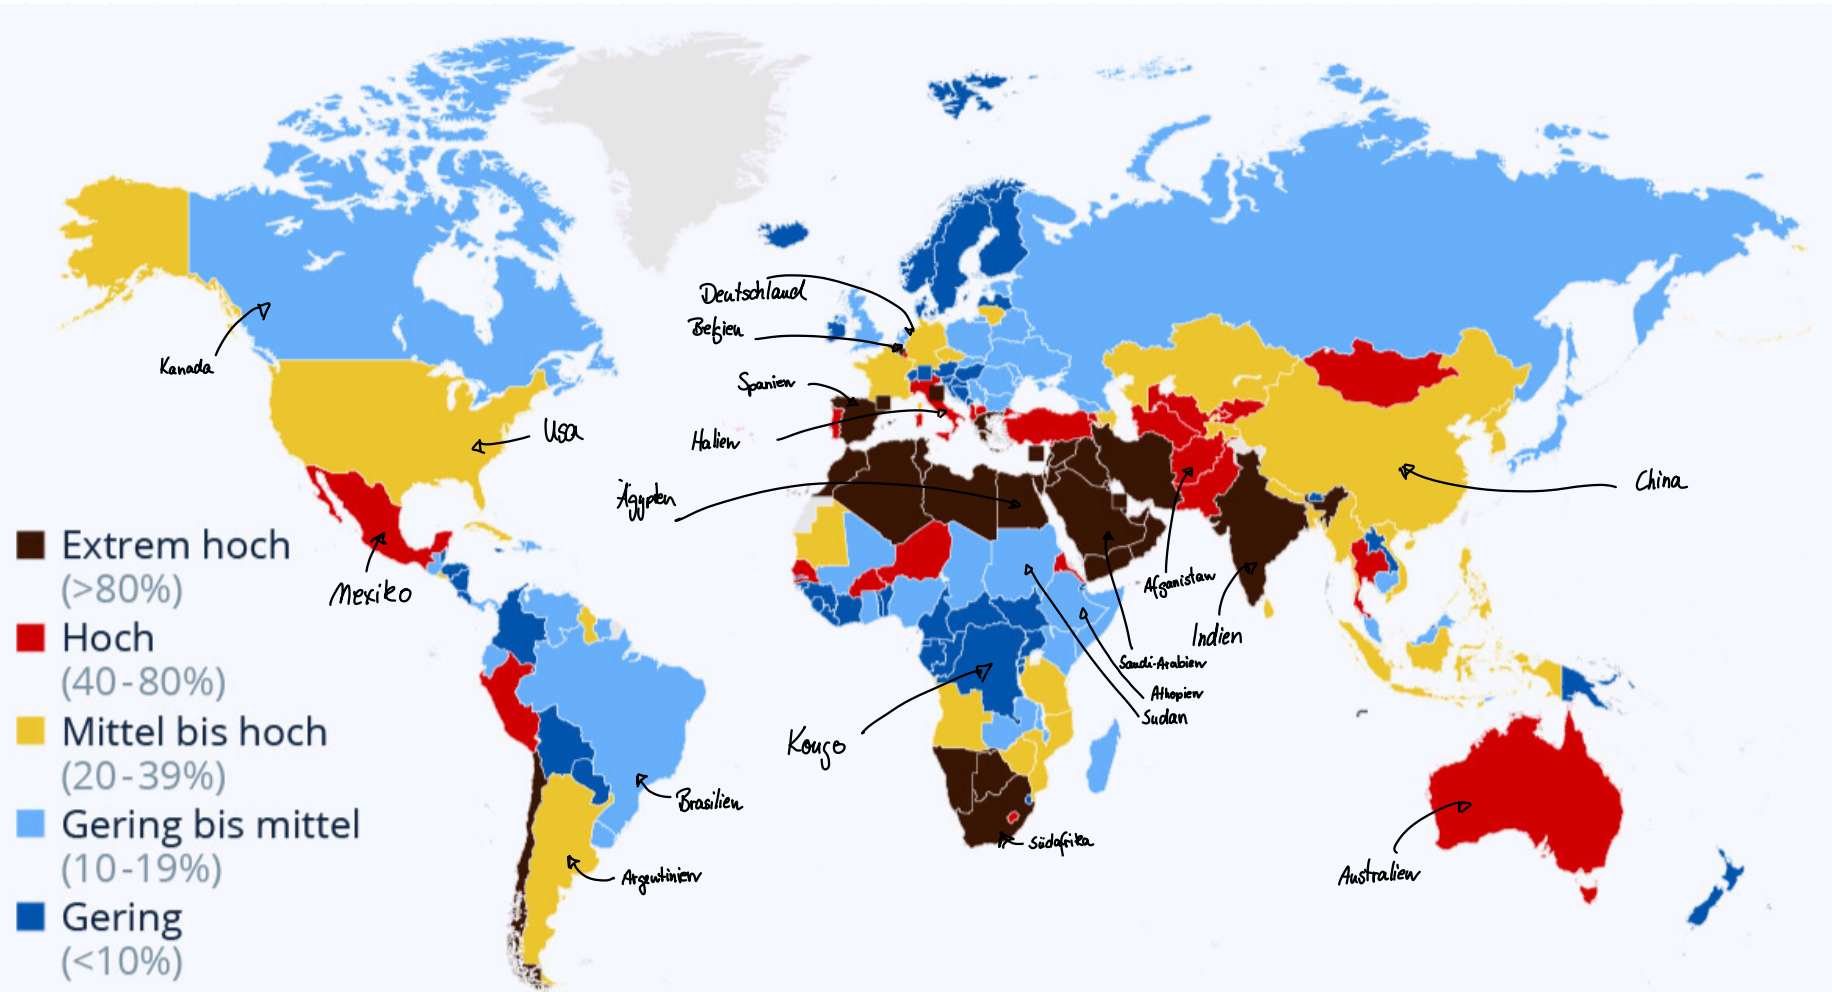 Kanada
Usa
Mexiko
Brasilien
Argentinien
Deutschland
Belgien
Spanien
Italien
Ägypten
Kongo
Südafrika
Saudi-Arabien
Äthopien
Sudan
Afganistan
Indien
China
Australien
Extrem hoch
(>80%)
Hoch
(40-80%)
Mittel bis hoch
(20-39%)
Gering bis mittel
(10-19%)
Gering
(<10%)